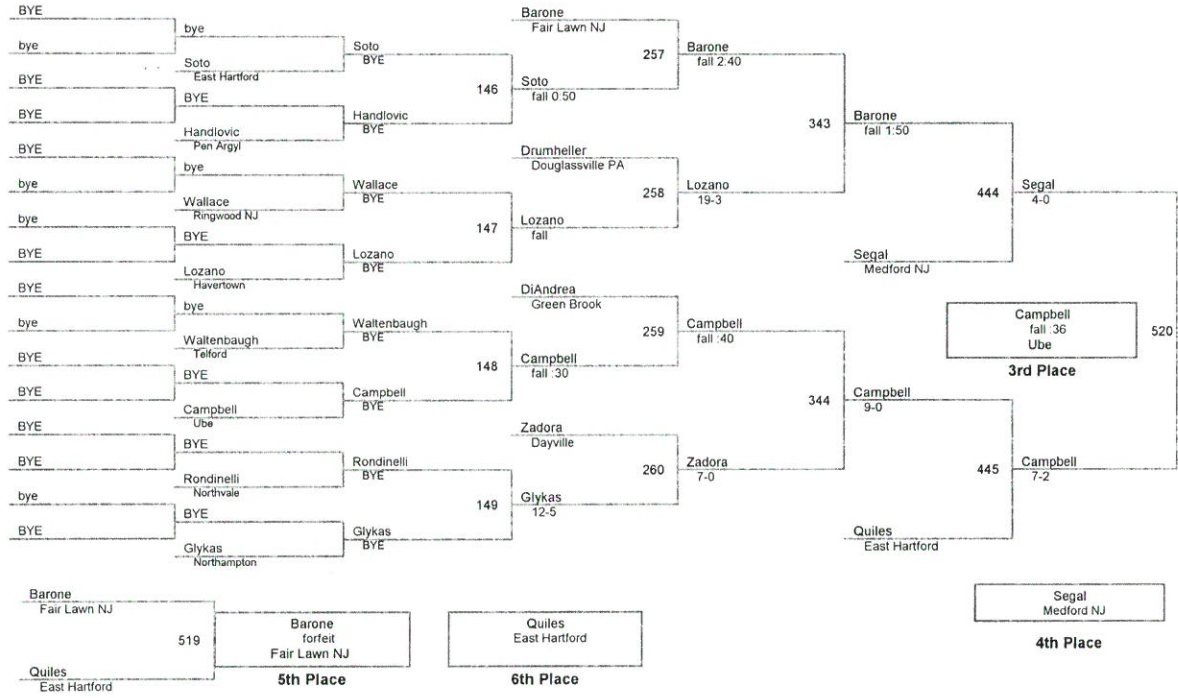 BYE
bye
BYE
BYE
BYE
bye
bye
BYE
BYE
bye
BYE
BYE
BYE
BYE
bye
BYE
bye
Soto
East Hartford
BYE
Handlovic
Pen Argyl
bye
Wallace
Ringwood NJ
BYE
Lozano
Havertown
bye
Waltenbaugh
Telford
BYE
Campbell
Ube
BYE
Rondinelli
Northvale
BYE
Glykas
Northampton
Soto
BYE
146
Handlovic
BYE
Wallace
BYE
147
Lozano
BYE
Waltenbaugh
BYE
148
Campbell
BYE
Rondinelli
BYE
149
Glykas
BYE
Barone
Fair Lawn NJ
257
Soto
fall 0:50
Drumheller
Douglassville PA
258
Lozano
fall
DiAndrea
Green Brook
259
Campbell
fall :30
Zadora
Dayville
260
Glykas
12-5
Barone
fall 2:40
343
Lozano
19-3
Campbell
fall :40
344
Zadora
7-0
Barone
fall 1:50
444
Segal
Medford NJ
Campbell
9-0
445
Quiles
East Hartford
Segal
4-0
520
Campbell
7-2
Campbell
fall :36
Ube
3rd Place
Segal
Medford NJ
4th Place
Barone
Fair Lawn NJ
519
Quiles
East Hartford
Barone
forfeit
Fair Lawn NJ
5th Place
Quiles
East Hartford
6th Place